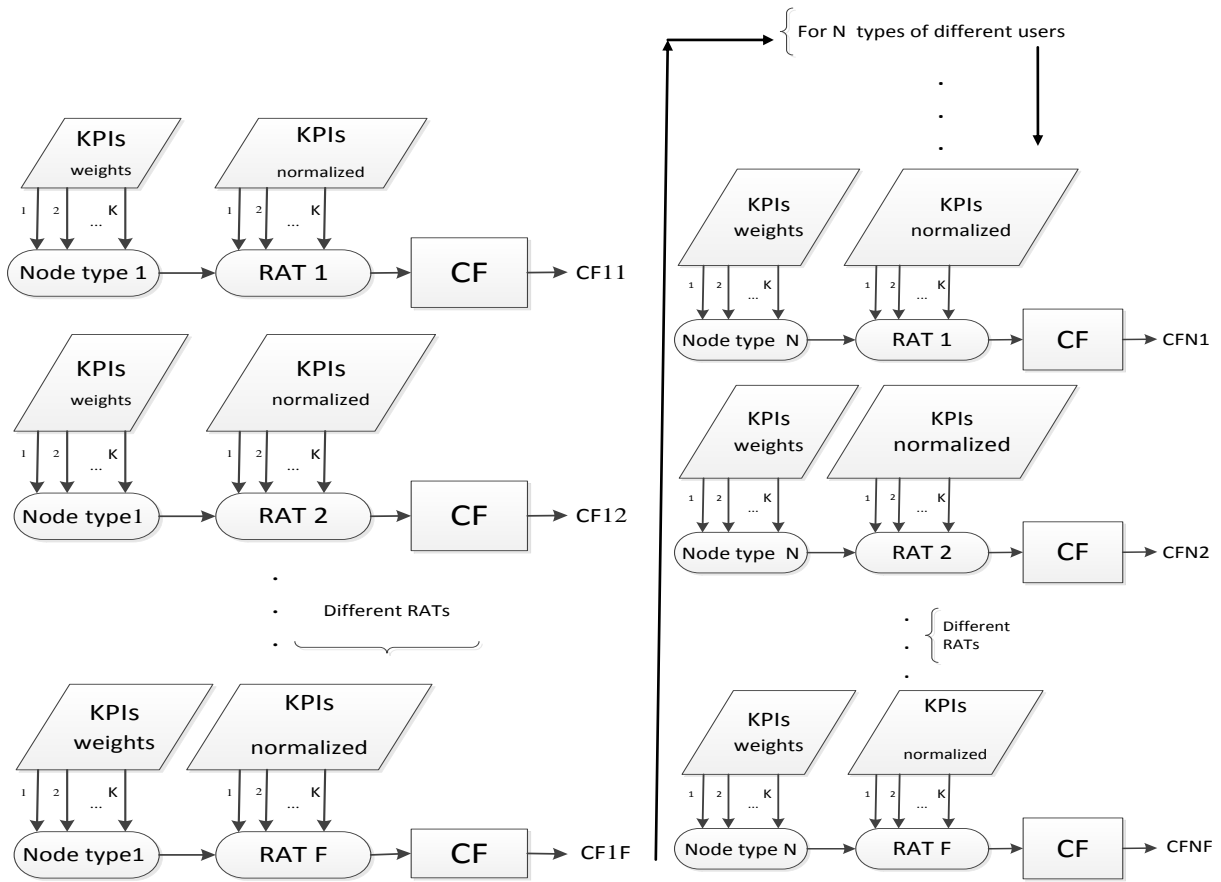 KPIs
weights
KPIs
normalized
1 2 ... K
1 2 ... K
Node type 1
RAT 1
CF
CF11
KPIs
weights
KPIs
normalized
1 2 ... K
1 2 ... K
Node type1
RAT 2
CF
CF12
Different RATs
KPIs
weights
KPIs
normalized
1 2 ... K
1 2 ... K
Node type1
RAT F
CF
CF1F
For N types of different users
KPIs
weights
KPIs
normalized
1 2 ... K
1 2 ... K
Node type N
RAT 1
CF
CFN1
KPIs
weights
KPIs
normalized
1 2 ... K
1 2 ... K
Node type N
RAT 2
CF
CFN2
Different
RATs
KPIs
weights
KPIs
normalized
1 2 ... K
1 2 ... K
Node type N
RAT F
CF
CFNF